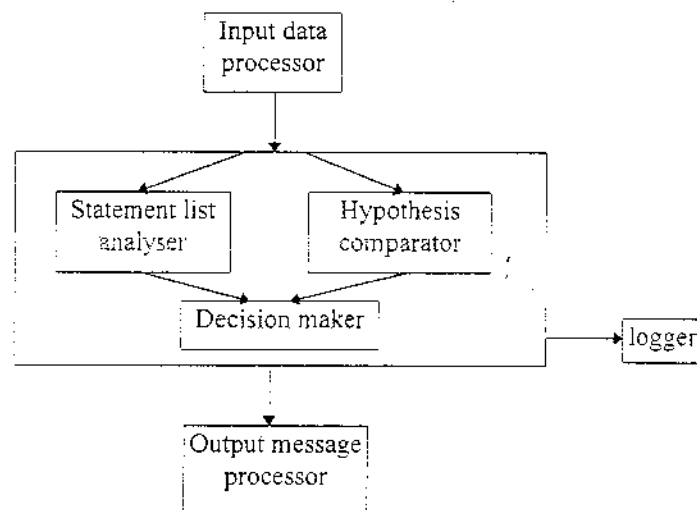 Input data
processor
Statement list
analyser
Hypothesis
comparator
Decision maker
logger
Output message
processor